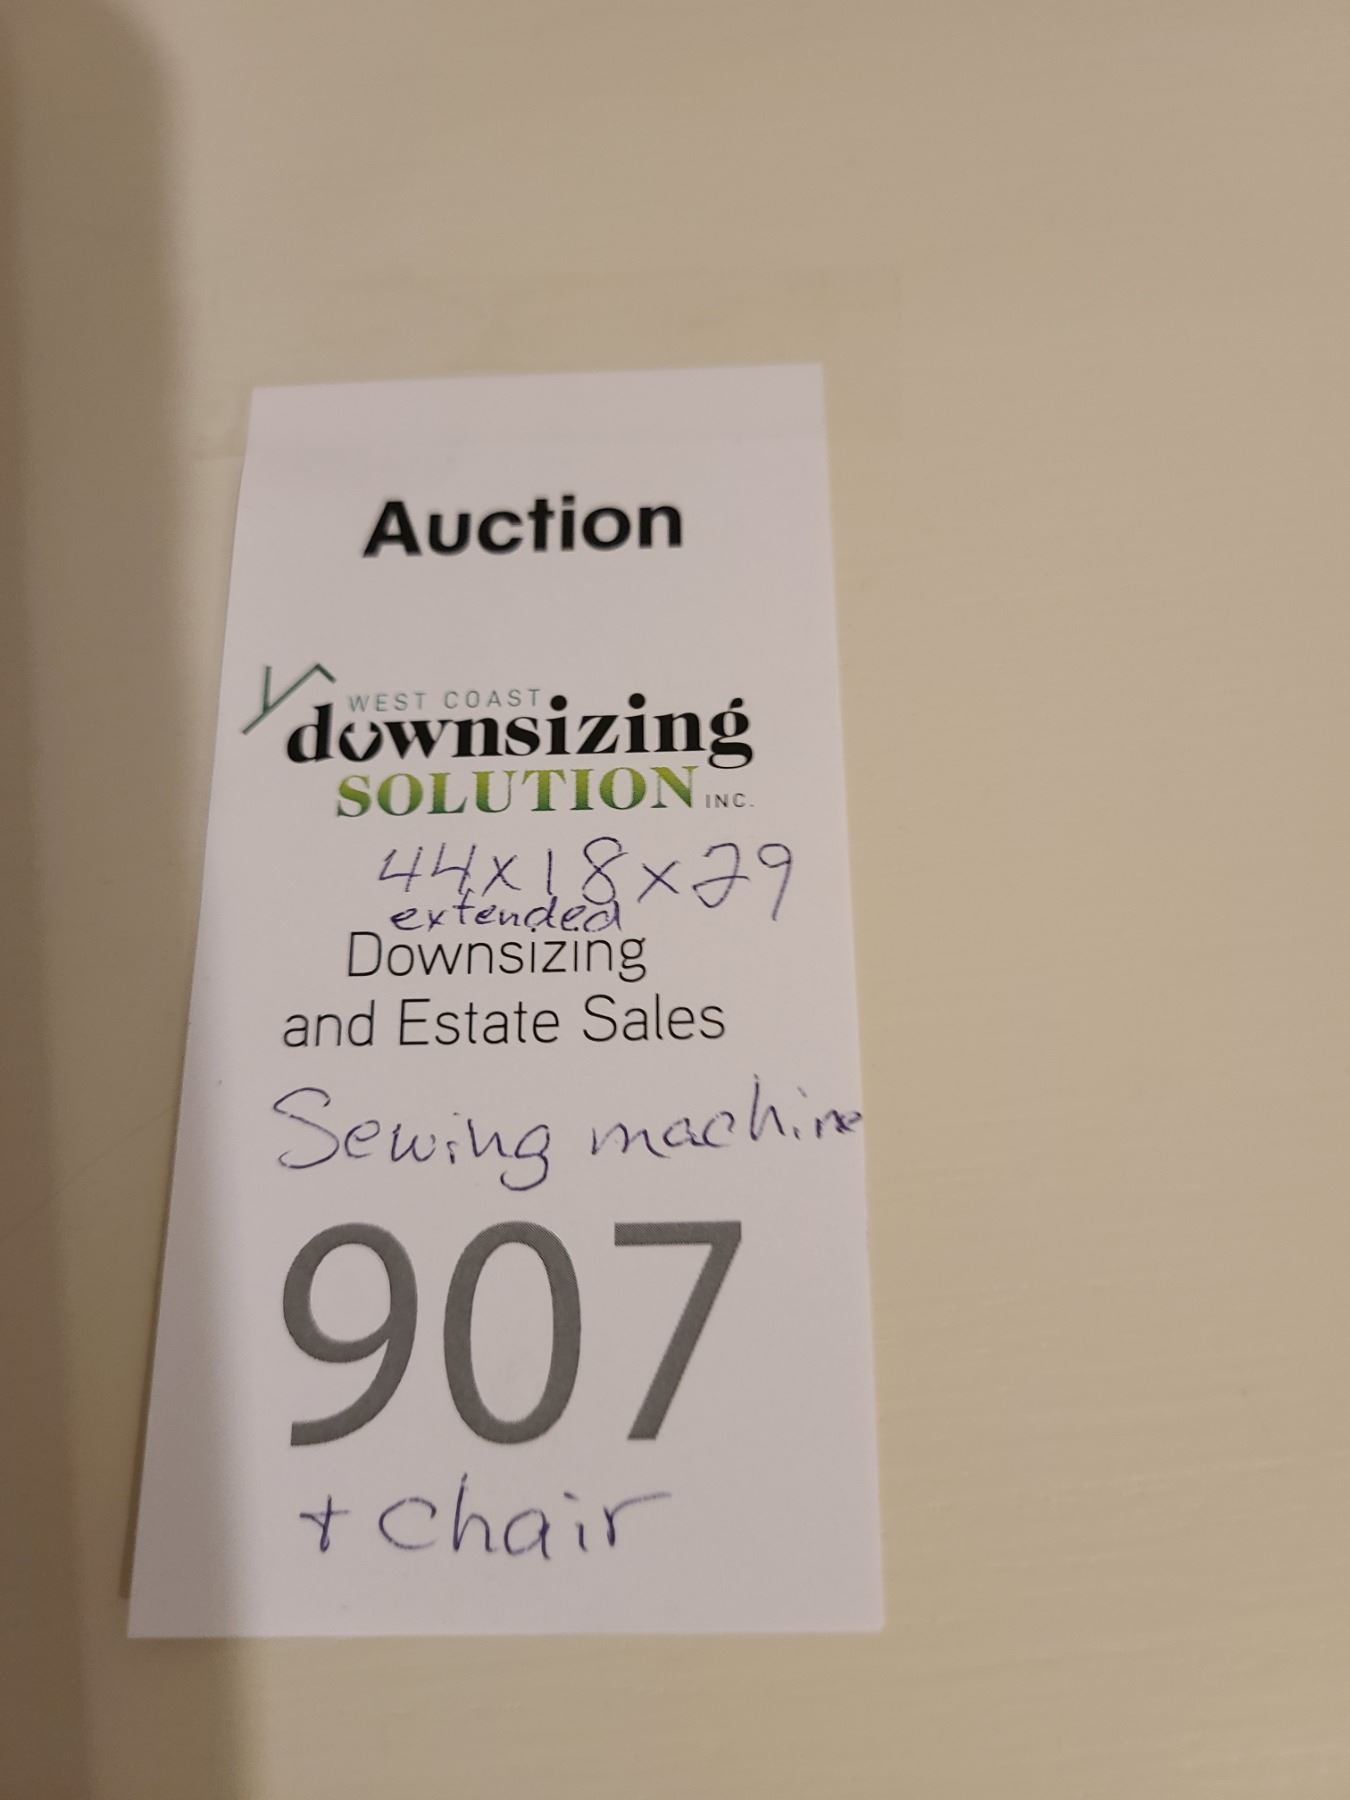 Auction
WEST COAST
downsizing
SOLUTION INC.
44x18x29
extended
Downsizing
and Estate Sales
Sewing machine
907
+ chair